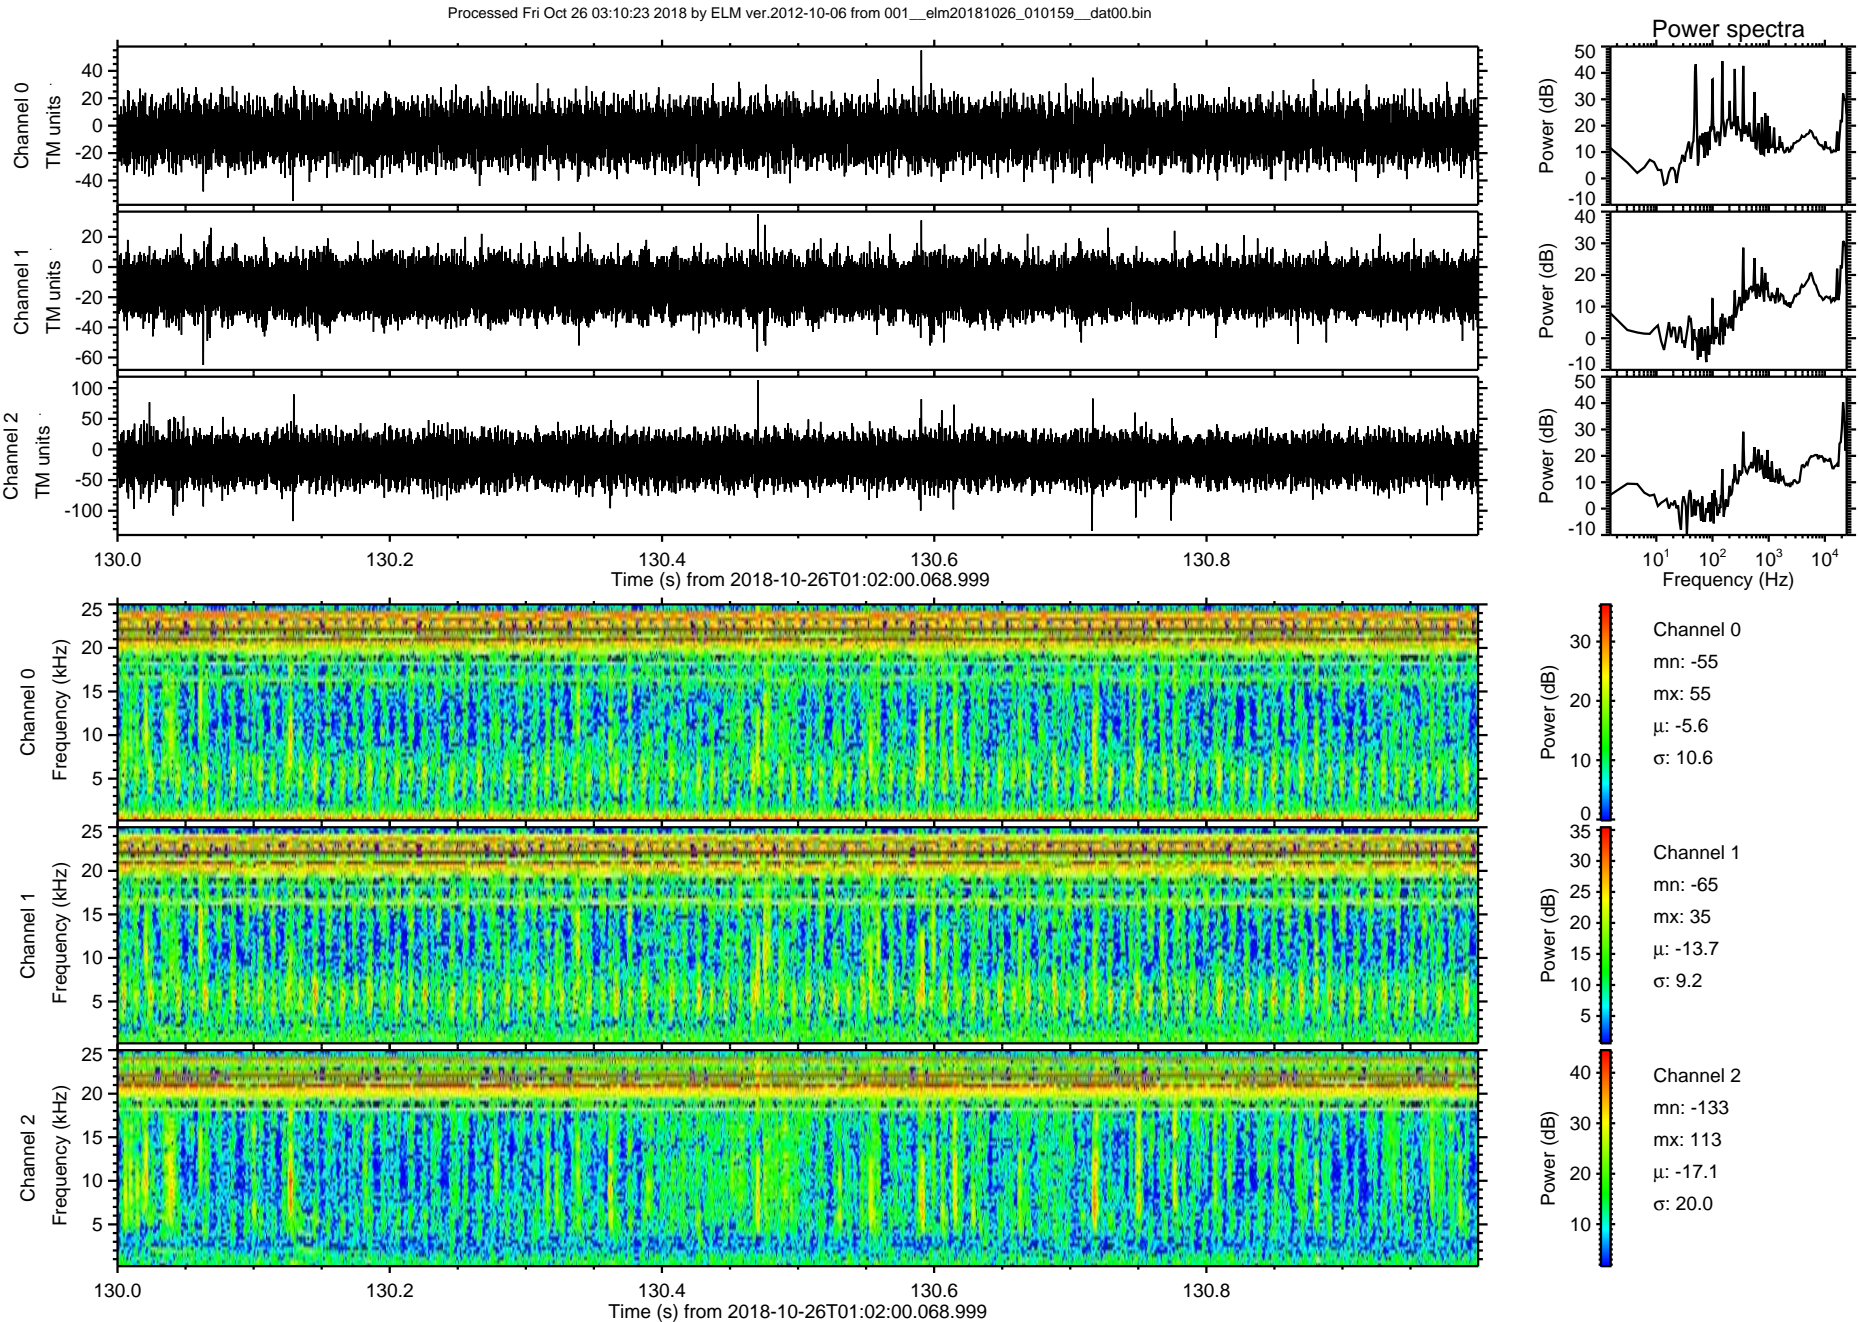 Processed Fri Oct 26 03:10:23 2018 by ELM ver.2012-10-06 from 001__elm20181026_010159__dat00.bin
Power spectra
Channel 0
TM units
40
20
0
-20
-40
Power (dB)
50
40
30
20
10
0
-10
Channel 1
TM units
20
0
-20
-40
-60
Power (dB)
40
30
20
10
0
-10
Channel 2
TM units
100
50
0
-50
-100
Power (dB)
50
40
30
20
10
0
-10
130.0 130.2 130.4 130.6 130.8
Time (s) from 2018-10-26T01:02:00.068.999
10¹ 10² 10³ 10⁴
Frequency (Hz)
Channel 0
Frequency (kHz)
25
20
15
10
5
Power (dB)
30
20
10
0
Channel 0
mn: -55
mx: 55
μ: -5.6
σ: 10.6
Channel 1
Frequency (kHz)
25
20
15
10
5
Power (dB)
35
30
25
20
15
10
5
Channel 1
mn: -65
mx: 35
μ: -13.7
σ: 9.2
Channel 2
Frequency (kHz)
25
20
15
10
5
Power (dB)
40
30
20
10
Channel 2
mn: -133
mx: 113
μ: -17.1
σ: 20.0
130.0 130.2 130.4 130.6 130.8
Time (s) from 2018-10-26T01:02:00.068.999